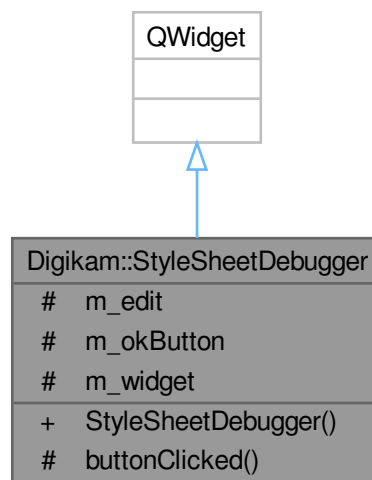 QWidget
Digikam::StyleSheetDebugger
# m_edit
# m_okButton
# m_widget
+ StyleSheetDebugger()
# buttonClicked()